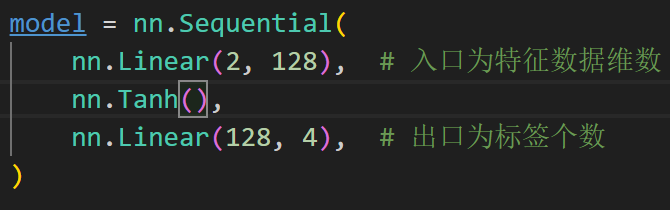 model = nn.Sequential(
    nn.Linear(2, 128),  # 入口为特征数据维数
    nn.Tanh(),
    nn.Linear(128, 4),  # 出口为标签个数
)